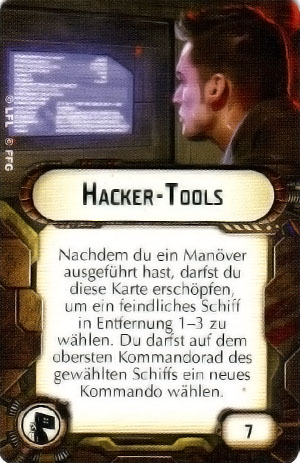 © LFL © FFG
HACKER-TOOLS
Nachdem du ein Manöver
ausgeführt hast, darfst du
diese Karte erschöpfen,
um ein feindliches Schiff
in Entfernung 1–3 zu
wählen. Du darfst auf dem
obersten Kommandorad des
gewählten Schiffs ein neues
Kommando wählen.
7